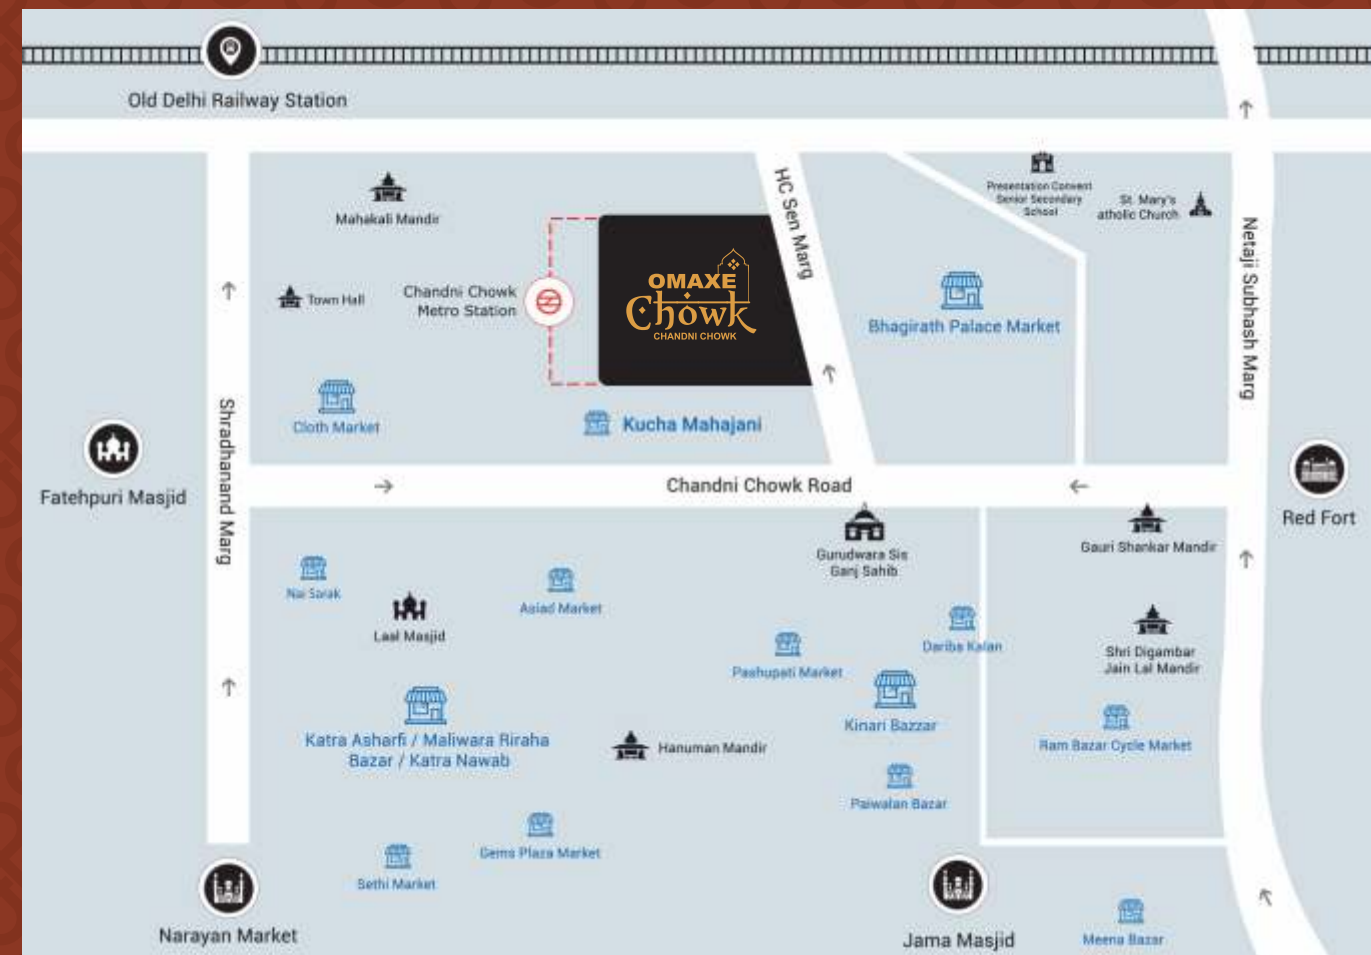 Old Delhi Railway Station
Mahakali Mandir
HC Sen Marg
Presentation Convent
Senior Secondary
School
St. Mary's
atholic Church
Netaji Subhash Marg
Town Hall
Chandni Chowk
Metro Station
OMAXE
Chowk
CHANDNI CHOWK
Bhagirath Palace Market
Cloth Market
Kucha Mahajani
Shradhanand Marg
Fatehpuri Masjid
Chandni Chowk Road
Red Fort
Gurudwara Sis
Ganj Sahib
Gauri Shankar Mandir
Nai Sarak
Laal Masjid
Asiad Market
Pashupati Market
Dariba Kalan
Shri Digambar
Jain Lal Mandir
Katra Asharfi / Maliwara Riraha
Bazar / Katra Nawab
Hanuman Mandir
Kinari Bazzar
Ram Bazar Cycle Market
Paiwalan Bazar
Gems Plaza Market
Sethi Market
Narayan Market
Jama Masjid
Meena Bazar